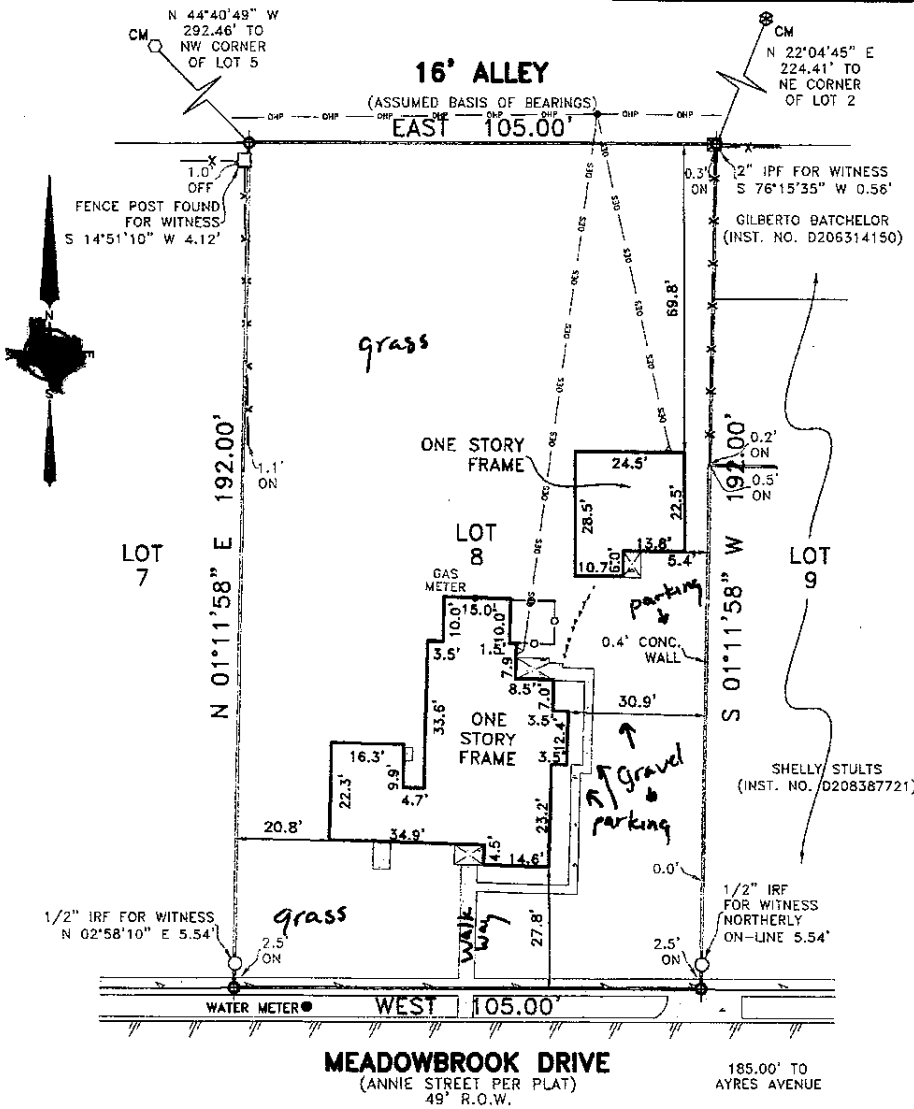 N 44°40'49" W
292.46' TO
NW CORNER
OF LOT 5
CM
CM
N 22°04'45" E
224.41' TO
NE CORNER
OF LOT 2
16' ALLEY
(ASSUMED BASIS OF BEARINGS)
OHP OHP OHP OHP OHP OHP OHP
EAST 105.00'
1.0'
OFF
0.3'
ON
2" IPF FOR WITNESS
S 76°15'35" W 0.56'
FENCE POST FOUND
FOR WITNESS
S 14°51'10" W 4.12'
GILBERTO BATCHELOR
(INST. NO. D206314150)
N
E
S
69.8'
grass
ONE STORY
FRAME
24.5'
28.5'
22.5'
0.2'
ON
0.5'
ON
1.1'
ON
N 01°11'58" E 192.00'
S 01°11'58" W 192.00'
LOT
7
LOT
8
LOT
9
13.8'
6.0'
10.7'
5.4'
GAS
METER
15.0'
10.0'
10.0'
parking
0.4' CONC.
WALL
3.5'
1.5'
7.9'
8.5'
7.0'
30.9'
33.6'
3.5'
12.4'
3.5'
ONE
STORY
FRAME
16.3'
9.9'
4.7'
22.3'
Gravel
parking
SHELLY STULTS
(INST. NO. D208387721)
23.2'
20.8'
34.9'
4.5'
14.6'
0.0'
1/2" IRF FOR WITNESS
N 02°58'10" E 5.54'
grass
walk
way
27.8'
1/2" IRF
FOR WITNESS
NORTHERLY
ON-LINE 5.54'
2.5'
ON
2.5'
ON
WATER METER
WEST 105.00'
MEADOWBROOK DRIVE
(ANNIE STREET PER PLAT)
49' R.O.W.
185.00' TO
AYRES AVENUE